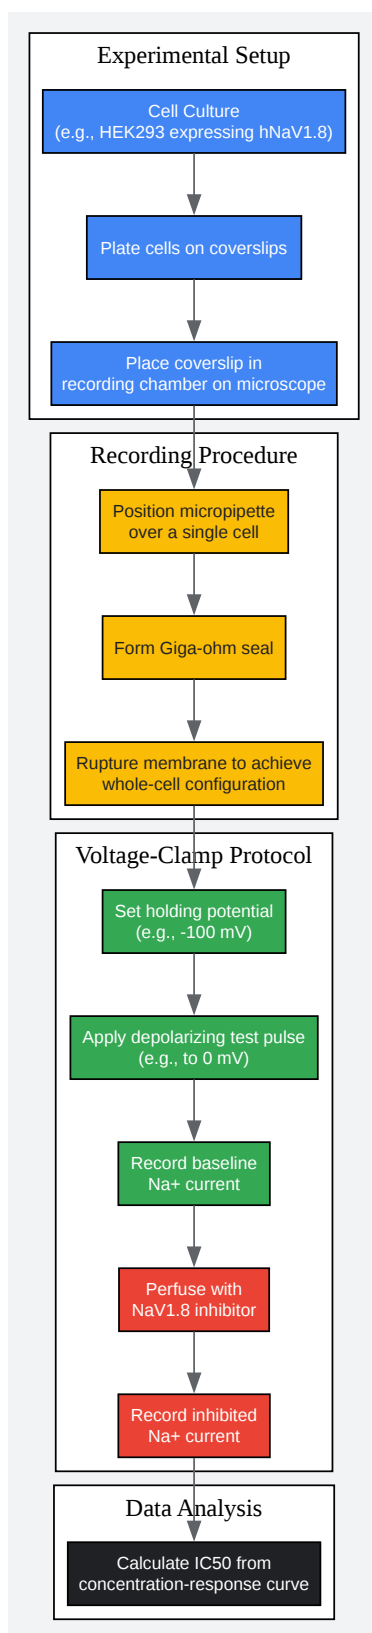 Experimental Setup
Cell Culture
(e.g., HEK293 expressing hNaV1.8)
Plate cells on coverslips
Place coverslip in
recording chamber on microscope
Recording Procedure
Position micropipette
over a single cell
Form Giga-ohm seal
Rupture membrane to achieve
whole-cell configuration
Voltage-Clamp Protocol
Set holding potential
(e.g., -100 mV)
Apply depolarizing test pulse
(e.g., to 0 mV)
Record baseline
Na+ current
Perfuse with
NaV1.8 inhibitor
Record inhibited
Na+ current
Data Analysis
Calculate IC50 from
concentration-response curve